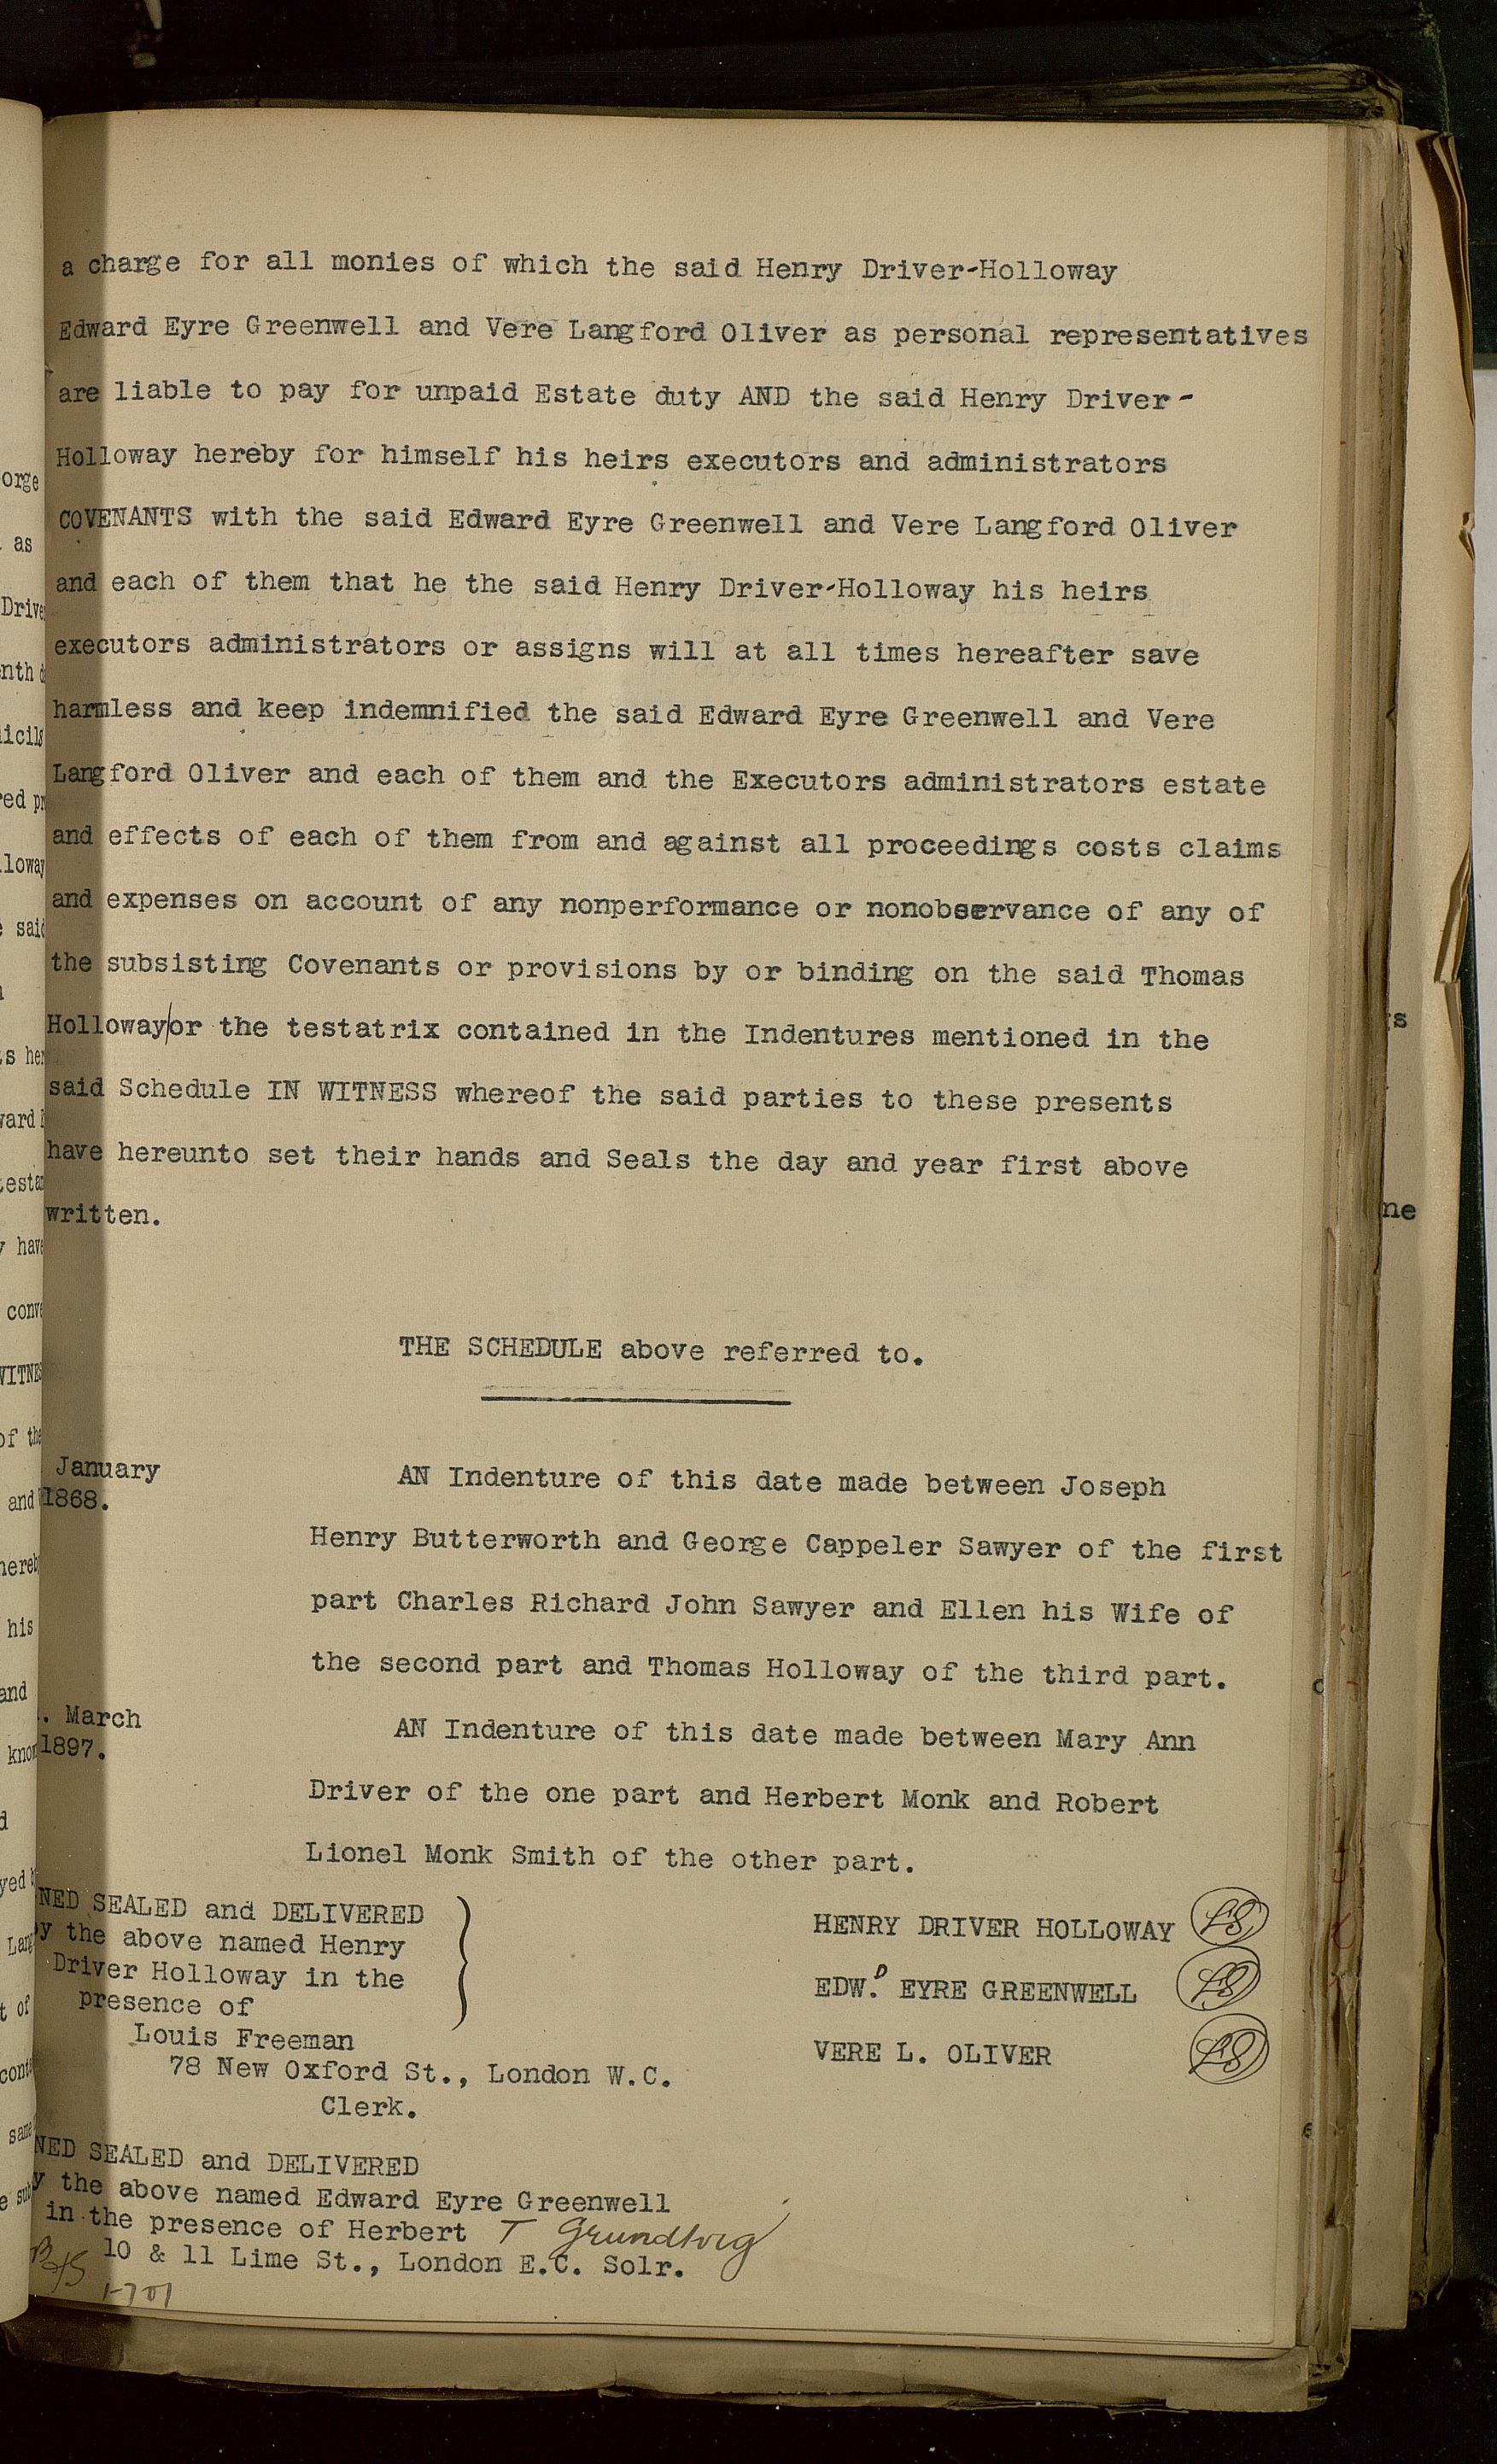 a charge for all monies of which the said Henry Driver-Holloway
Edward Eyre Greenwell and Vere Langford Oliver as personal representatives
are liable to pay for unpaid Estate duty AND the said Henry Driver-
Holloway hereby for himself his heirs executors and administrators
COVENANTS with the said Edward Eyre Greenwell and Vere Langford Oliver
and each of them that he the said Henry Driver-Holloway his heirs
executors administrators or assigns will at all times hereafter save
harmless and keep indemnified the said Edward Eyre Greenwell and Vere
Langford Oliver and each of them and the Executors administrators estate
and effects of each of them from and against all proceedings costs claims
and expenses on account of any nonperformance or nonobservance of any of
the subsisting Covenants or provisions by or binding on the said Thomas
Holloway/or the testatrix contained in the Indentures mentioned in the
said Schedule IN WITNESS whereof the said parties to these presents
have hereunto set their hands and Seals the day and year first above
written.
THE SCHEDULE above referred to.
January
1868.
AN Indenture of this date made between Joseph
Henry Butterworth and George Cappeler Sawyer of the first
part Charles Richard John Sawyer and Ellen his Wife of
the second part and Thomas Holloway of the third part.
March
1897.
AN Indenture of this date made between Mary Ann
Driver of the one part and Herbert Monk and Robert
Lionel Monk Smith of the other part.
NED SEALED and DELIVERED
y the above named Henry
Driver Holloway in the
presence of
Louis Freeman
78 New Oxford St., London W.C.
Clerk.
HENRY DRIVER HOLLOWAY LS
EDW.D EYRE GREENWELL LS
VERE L. OLIVER LS
NED SEALED and DELIVERED
y the above named Edward Eyre Greenwell
in the presence of Herbert T Grundtvig
10 & 11 Lime St., London E.C. Solr.